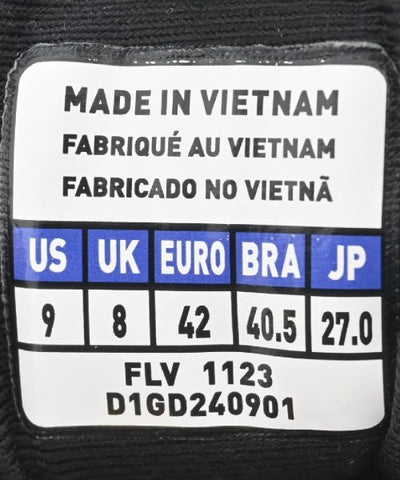 MADE IN VIETNAM
FABRIQUÉ AU VIETNAM
FABRICADO NO VIETNÃ
US UK EURO BRA JP
9 8 42 40.5 27.0
FLV 1123
D1GD240901